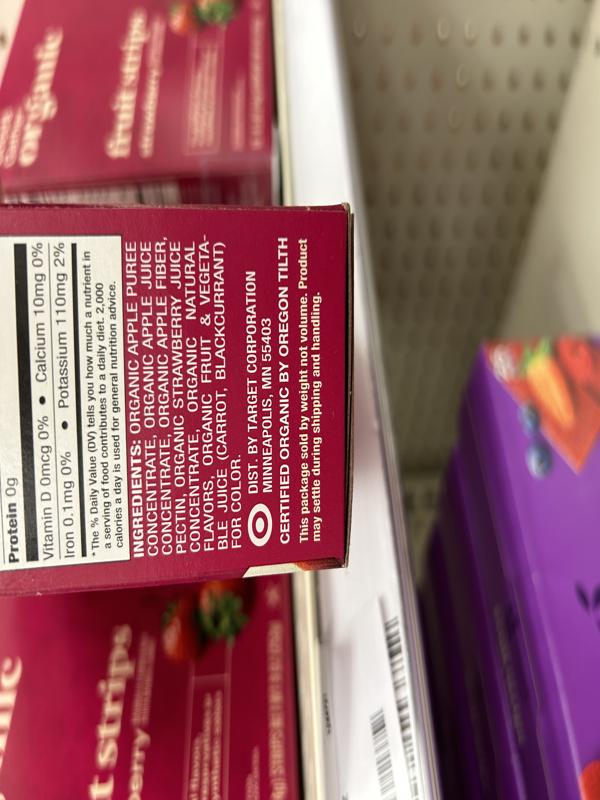 organic
fruit strips
strawberry
Protein 0g
Vitamin D 0mcg 0% • Calcium 10mg 0%
Iron 0.1mg 0% • Potassium 110mg 2%
* The % Daily Value (DV) tells you how much a nutrient in
a serving of food contributes to a daily diet. 2,000
calories a day is used for general nutrition advice.
INGREDIENTS: ORGANIC APPLE PUREE
CONCENTRATE, ORGANIC APPLE JUICE
CONCENTRATE, ORGANIC APPLE FIBER,
PECTIN, ORGANIC STRAWBERRY JUICE
CONCENTRATE, ORGANIC NATURAL
FLAVORS, ORGANIC FRUIT & VEGETA-
BLE JUICE (CARROT, BLACKCURRANT)
FOR COLOR.
DIST. BY TARGET CORPORATION
MINNEAPOLIS, MN 55403
CERTIFIED ORGANIC BY OREGON TILTH
This package sold by weight not volume. Product
may settle during shipping and handling.
nic
t strips
berry